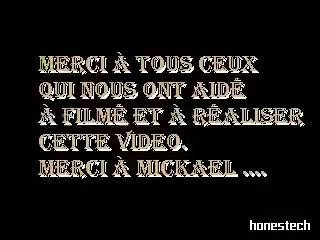 MERCI À TOUS CEUX
QUI NOUS ONT AIDÉ
À FILMÉ ET À RÉALISER
CETTE VIDEO.
MERCI À MICKAEL ....
honestech